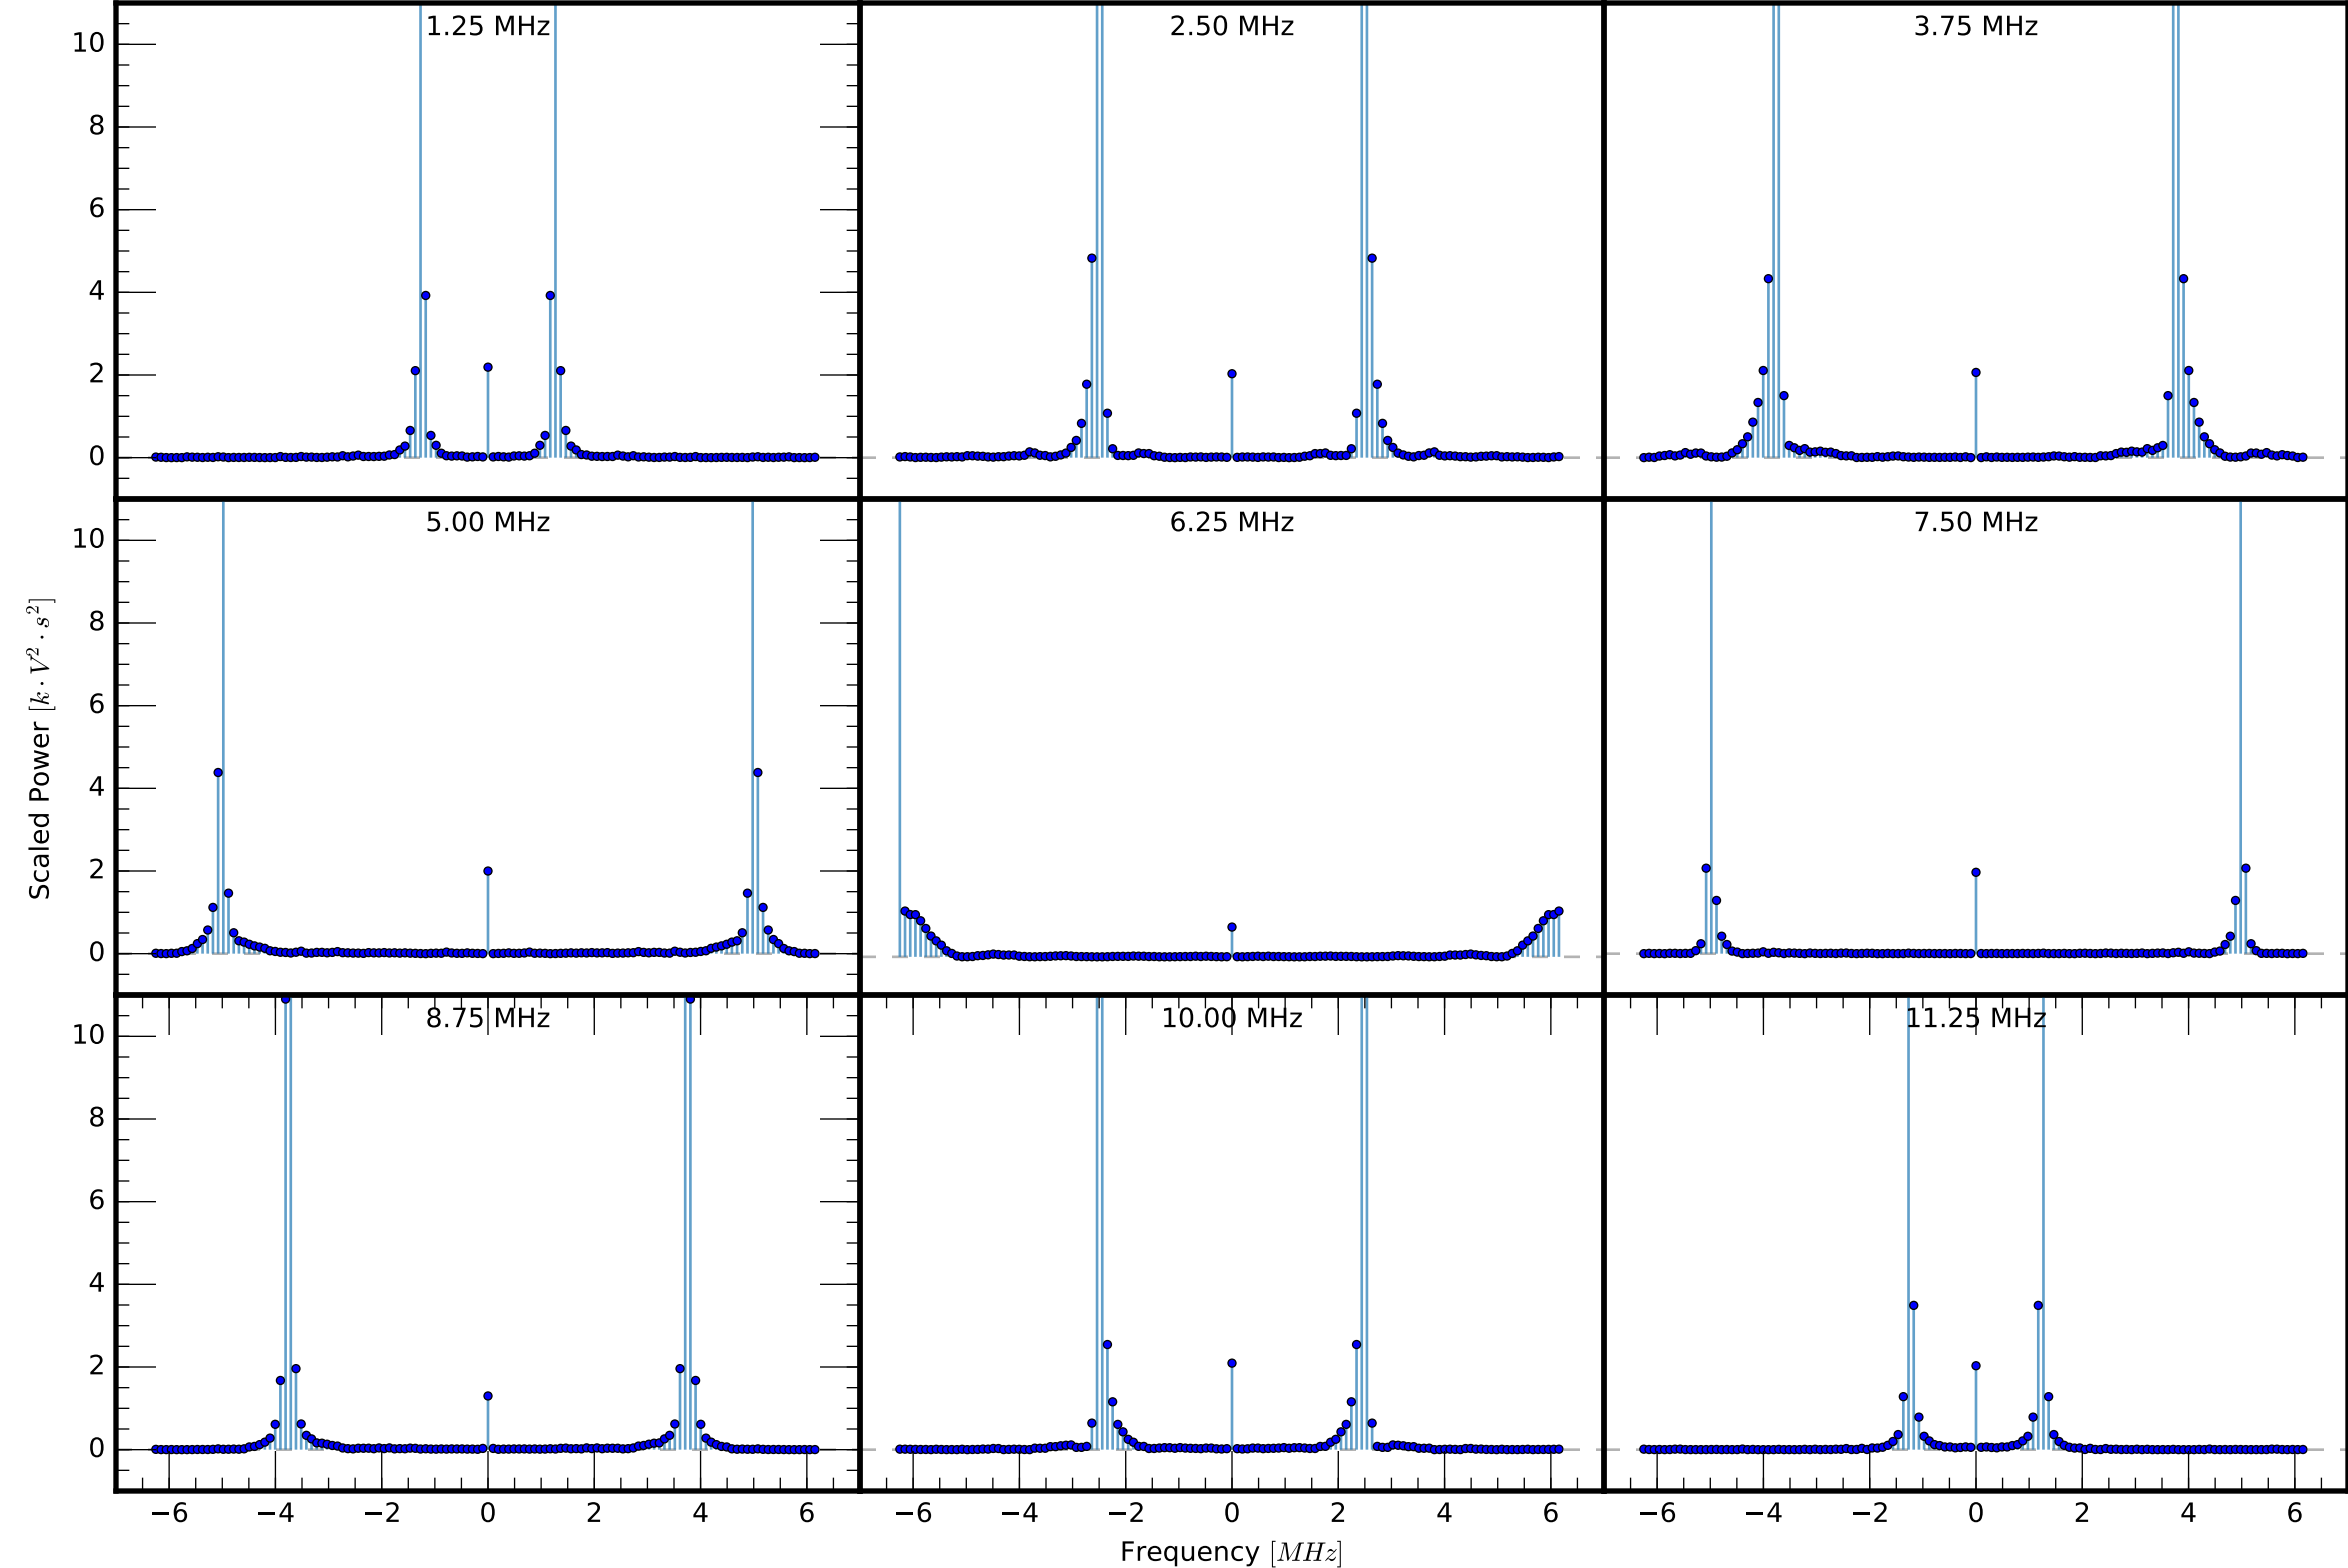 1.25 MHz
2.50 MHz
3.75 MHz
10
8
6
4
2
0
5.00 MHz
6.25 MHz
7.50 MHz
10
8
6
4
2
0
8.75 MHz
10.00 MHz
11.25 MHz
10
8
6
4
2
0
−6 −4 −2 0 2 4 6
−6 −4 −2 0 2 4 6
−6 −4 −2 0 2 4 6
Scaled Power [k · V² · s²]
Frequency [MHz]